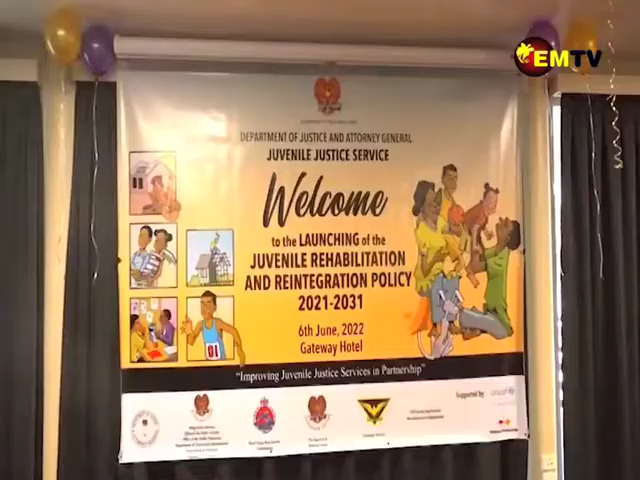 EMTV
DEPARTMENT OF JUSTICE AND ATTORNEY GENERAL
JUVENILE JUSTICE SERVICE
Welcome
to the LAUNCHING of the
JUVENILE REHABILITATION
AND REINTEGRATION POLICY
2021-2031
6th June, 2022
Gateway Hotel
"Improving Juvenile Justice Services in Partnership"
Supported by
unicef